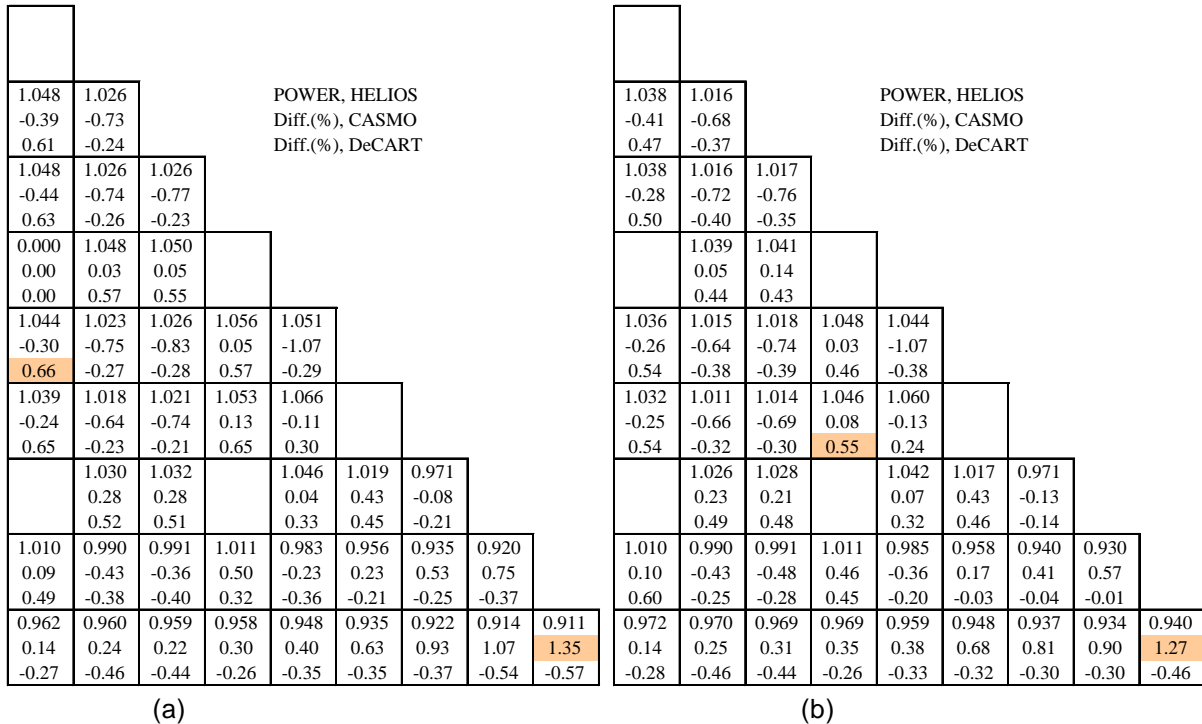 1.048 1.026 POWER, HELIOS
-0.39 -0.73 Diff.(%), CASMO
0.61 -0.24 Diff.(%), DeCART
1.048 1.026 1.026
-0.44 -0.74 -0.77
0.63 -0.26 -0.23
0.000 1.048 1.050
0.00 0.03 0.05
0.00 0.57 0.55
1.044 1.023 1.026 1.056 1.051
-0.30 -0.75 -0.83 0.05 -1.07
0.66 -0.27 -0.28 0.57 -0.29
1.039 1.018 1.021 1.053 1.066
-0.24 -0.64 -0.74 0.13 -0.11
0.65 -0.23 -0.21 0.65 0.30
1.030 1.032 1.046 1.019 0.971
0.28 0.28 0.04 0.43 -0.08
0.52 0.51 0.33 0.45 -0.21
1.010 0.990 0.991 1.011 0.983 0.956 0.935 0.920
0.09 -0.43 -0.36 0.50 -0.23 0.23 0.53 0.75
0.49 -0.38 -0.40 0.32 -0.36 -0.21 -0.25 -0.37
0.962 0.960 0.959 0.958 0.948 0.935 0.922 0.914 0.911
0.14 0.24 0.22 0.30 0.40 0.63 0.93 1.07 1.35
-0.27 -0.46 -0.44 -0.26 -0.35 -0.35 -0.37 -0.54 -0.57
(a)
1.038 1.016 POWER, HELIOS
-0.41 -0.68 Diff.(%), CASMO
0.47 -0.37 Diff.(%), DeCART
1.038 1.016 1.017
-0.28 -0.72 -0.76
0.50 -0.40 -0.35
1.039 1.041
0.05 0.14
0.44 0.43
1.036 1.015 1.018 1.048 1.044
-0.26 -0.64 -0.74 0.03 -1.07
0.54 -0.38 -0.39 0.46 -0.38
1.032 1.011 1.014 1.046 1.060
-0.25 -0.66 -0.69 0.08 -0.13
0.54 -0.32 -0.30 0.55 0.24
1.026 1.028 1.042 1.017 0.971
0.23 0.21 0.07 0.43 -0.13
0.49 0.48 0.32 0.46 -0.14
1.010 0.990 0.991 1.011 0.985 0.958 0.940 0.930
0.10 -0.43 -0.48 0.46 -0.36 0.17 0.41 0.57
0.60 -0.25 -0.28 0.45 -0.20 -0.03 -0.04 -0.01
0.972 0.970 0.969 0.969 0.959 0.948 0.937 0.934 0.940
0.14 0.25 0.31 0.35 0.38 0.68 0.81 0.90 1.27
-0.28 -0.46 -0.44 -0.26 -0.33 -0.32 -0.30 -0.30 -0.46
(b)